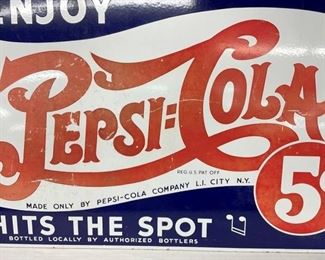 ENJOY
PEPSI=COLA
REG. U.S. PAT. OFF.
MADE ONLY BY PEPSI-COLA COMPANY L.I. CITY N.Y.
5¢
HITS THE SPOT
BOTTLED LOCALLY BY AUTHORIZED BOTTLERS